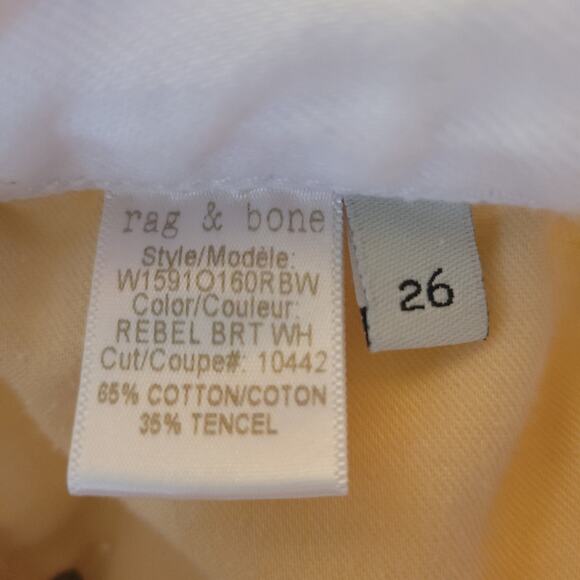 rag & bone
Style/Modèle:
W1591O160RBW
Color/Couleur:
REBEL BRT WH
Cut/Coupe#: 10442
65% COTTON/COTON
35% TENCEL
26